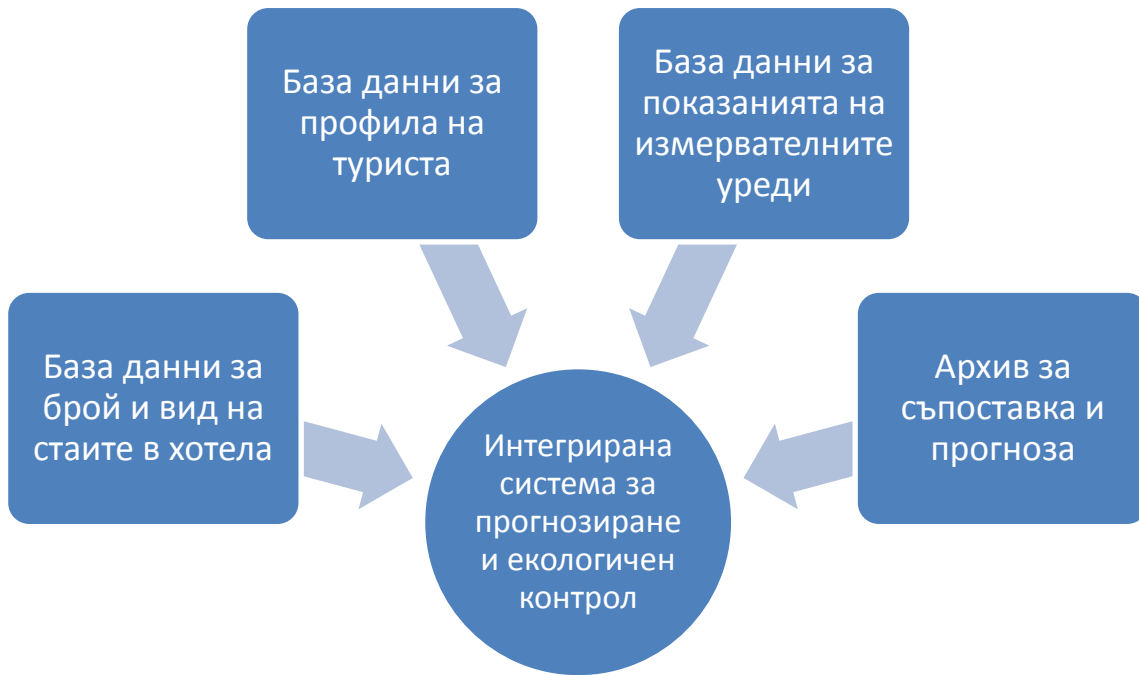 База данни за
профила на
туриста
База данни за
показанията на
измервателните
уреди
База данни за
брой и вид на
стаите в хотела
Архив за
съпоставка и
прогноза
Интегрирана
система за
прогнозиране
и екологичен
контрол